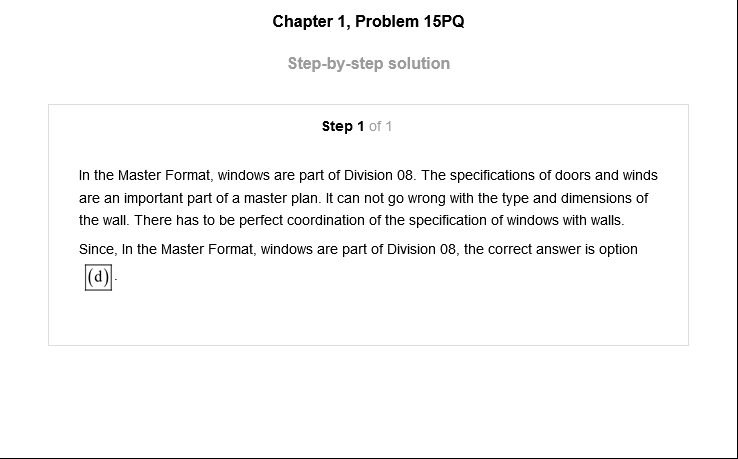 Chapter 1, Problem 15PQ
Step-by-step solution
Step 1 of 1
In the Master Format, windows are part of Division 08. The specifications of doors and winds
are an important part of a master plan. It can not go wrong with the type and dimensions of
the wall. There has to be perfect coordination of the specification of windows with walls.
Since, In the Master Format, windows are part of Division 08, the correct answer is option
(d).